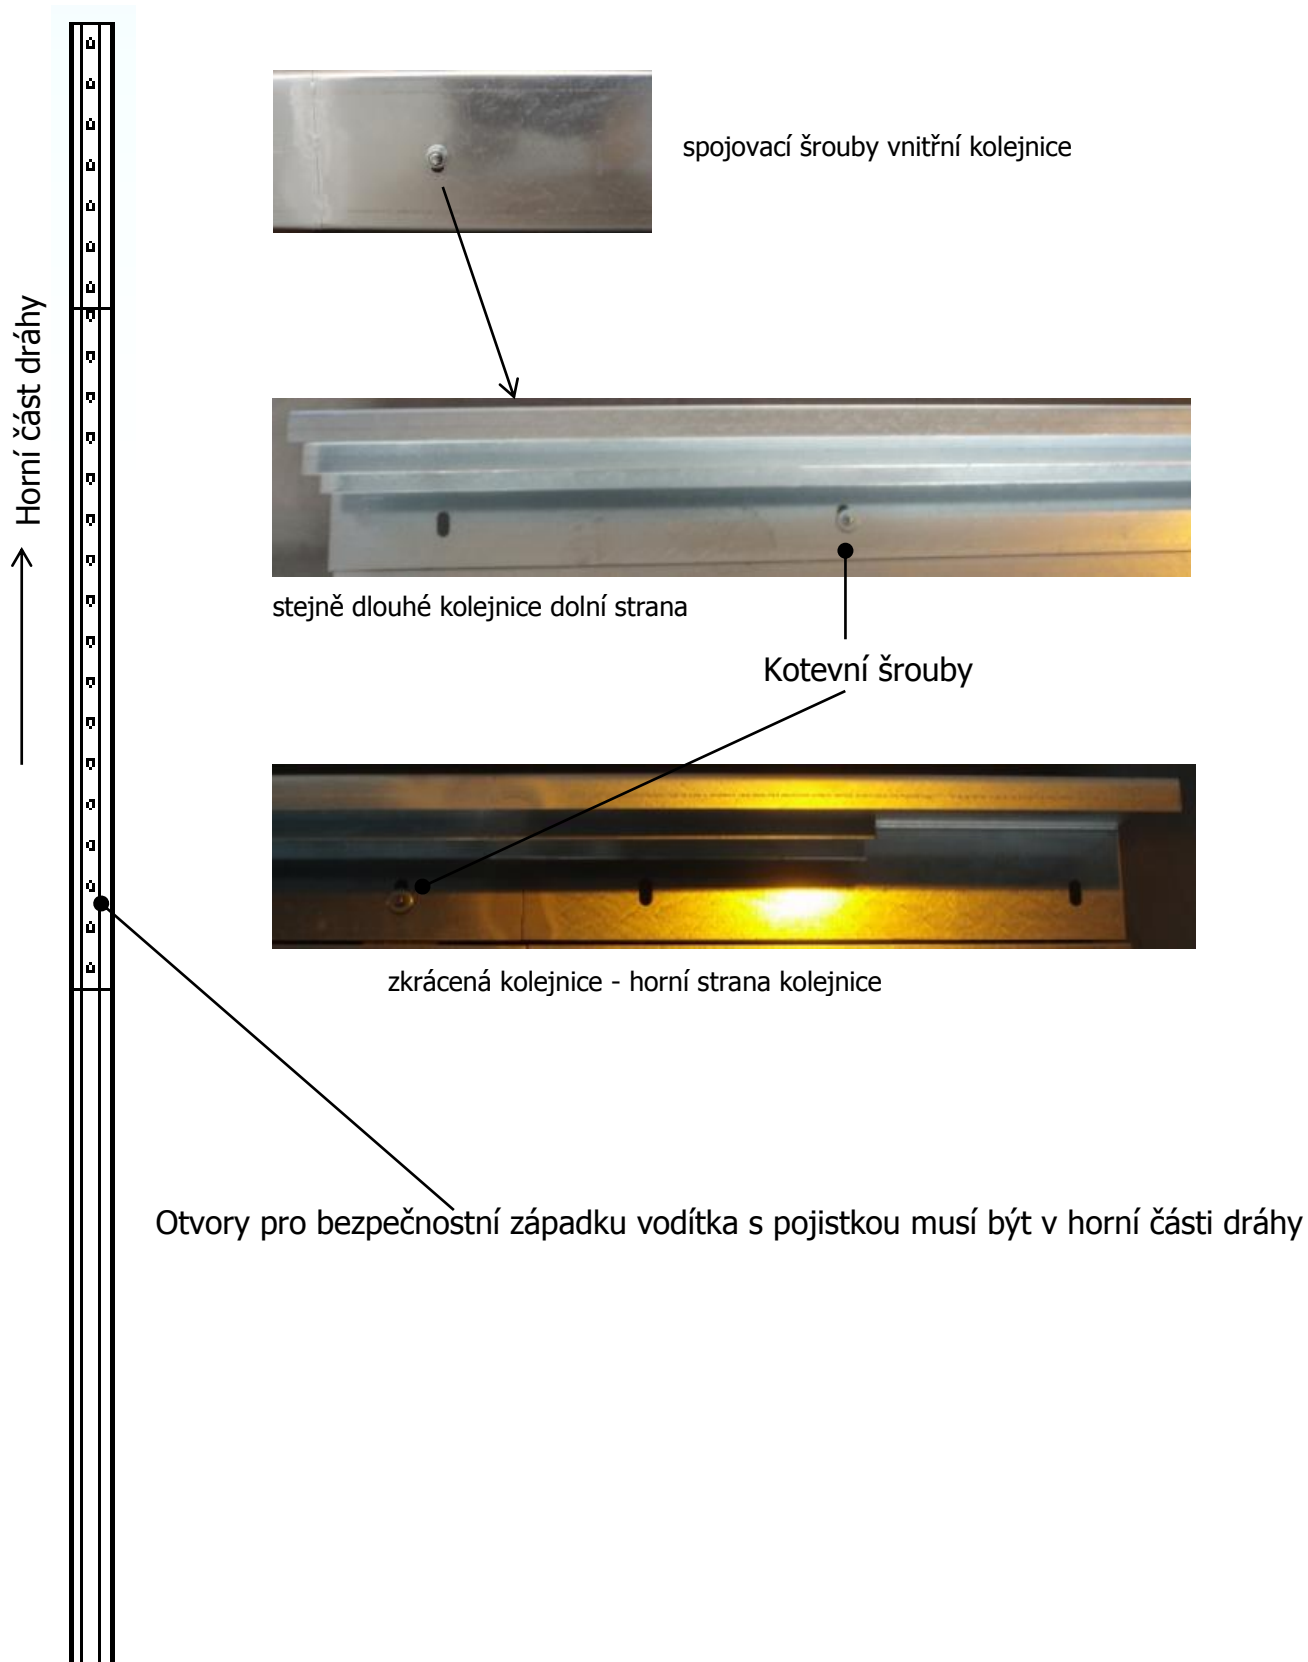 spojovací šrouby vnitřní kolejnice
Horní část dráhy
stejně dlouhé kolejnice dolní strana
Kotevní šrouby
zkrácená kolejnice - horní strana kolejnice
Otvory pro bezpečnostní západku vodítka s pojistkou musí být v horní části dráhy